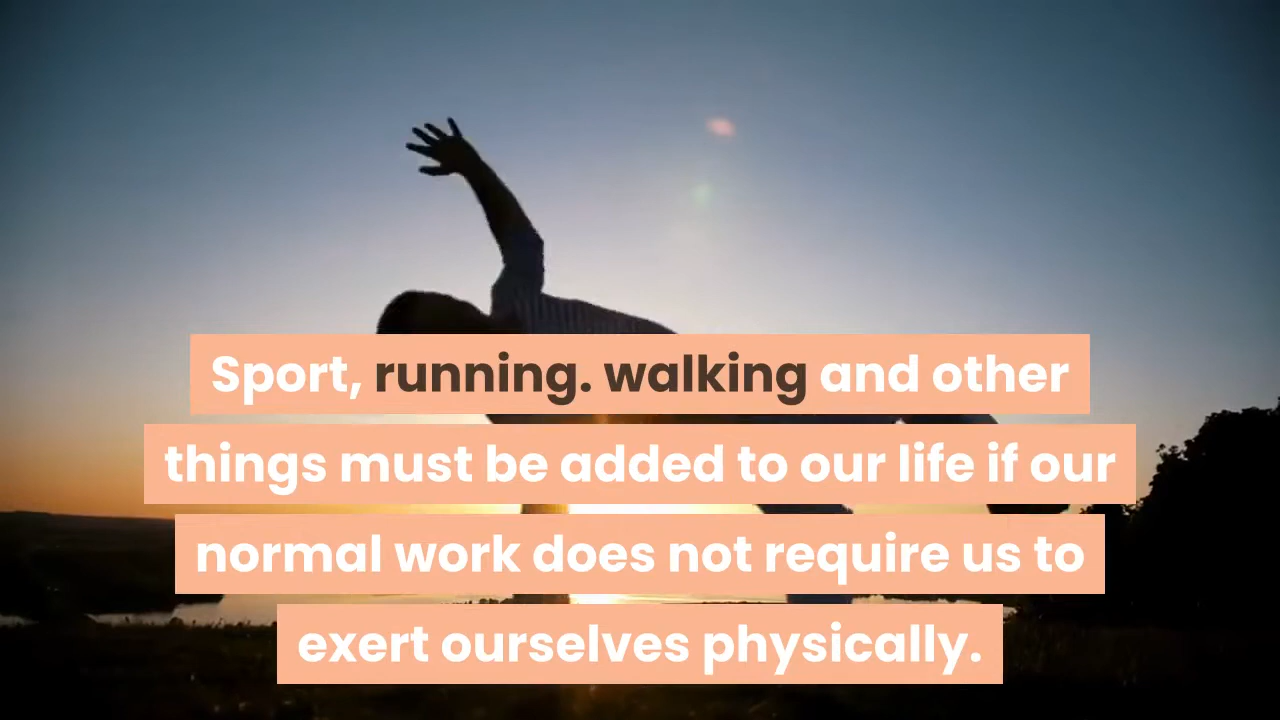 Sport, running. walking and other
things must be added to our life if our
normal work does not require us to
exert ourselves physically.